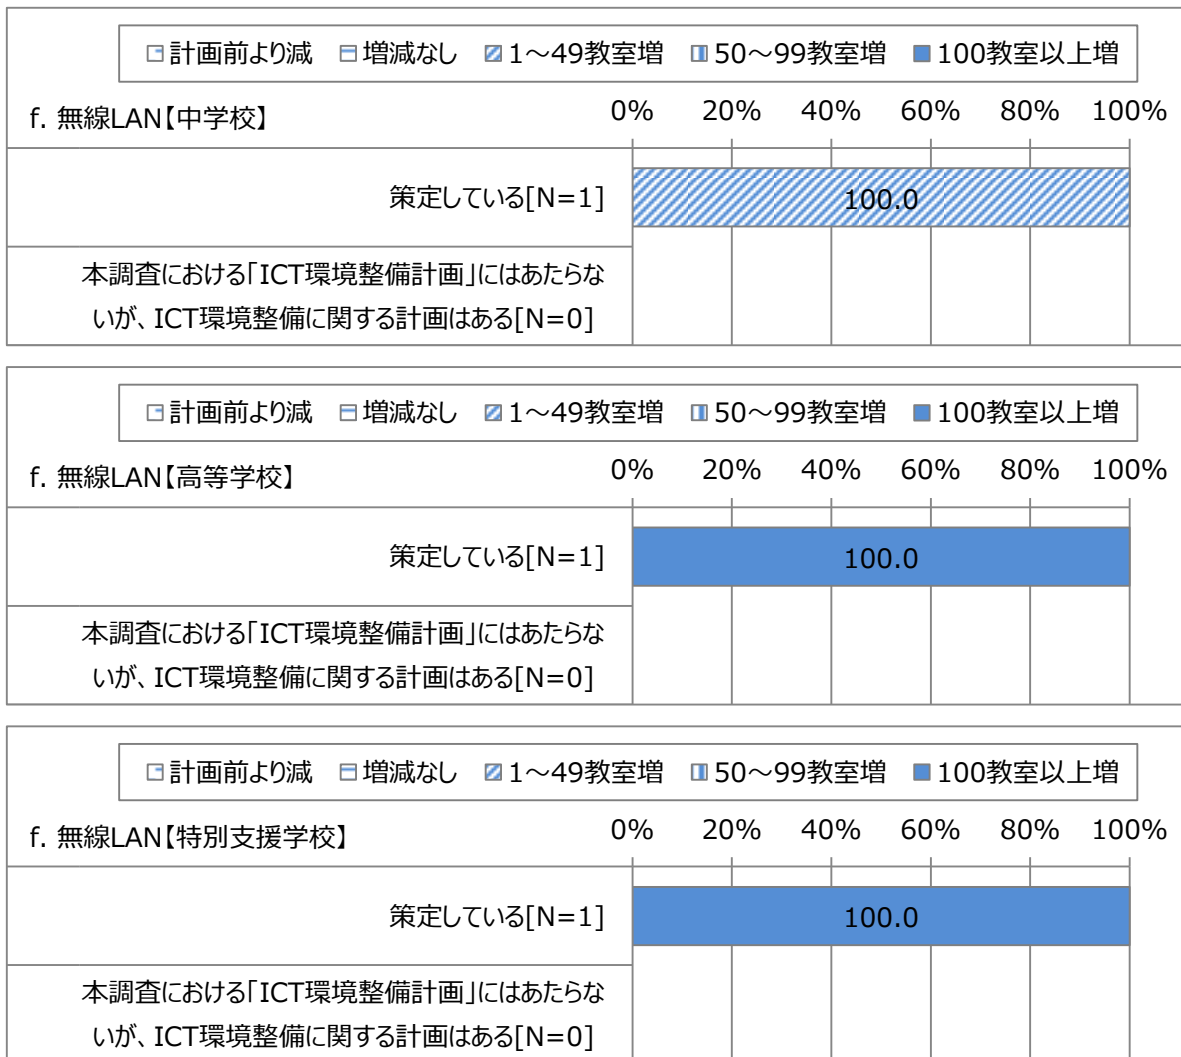 計画前より減 増減なし 1～49教室増 50～99教室増 100教室以上増
f. 無線LAN【中学校】 0% 20% 40% 60% 80% 100%
策定している[N=1] 100.0
本調査における「ICT環境整備計画」にはあたらな
いが、ICT環境整備に関する計画はある[N=0]
計画前より減 増減なし 1～49教室増 50～99教室増 100教室以上増
f. 無線LAN【高等学校】 0% 20% 40% 60% 80% 100%
策定している[N=1] 100.0
本調査における「ICT環境整備計画」にはあたらな
いが、ICT環境整備に関する計画はある[N=0]
計画前より減 増減なし 1～49教室増 50～99教室増 100教室以上増
f. 無線LAN【特別支援学校】 0% 20% 40% 60% 80% 100%
策定している[N=1] 100.0
本調査における「ICT環境整備計画」にはあたらな
いが、ICT環境整備に関する計画はある[N=0]